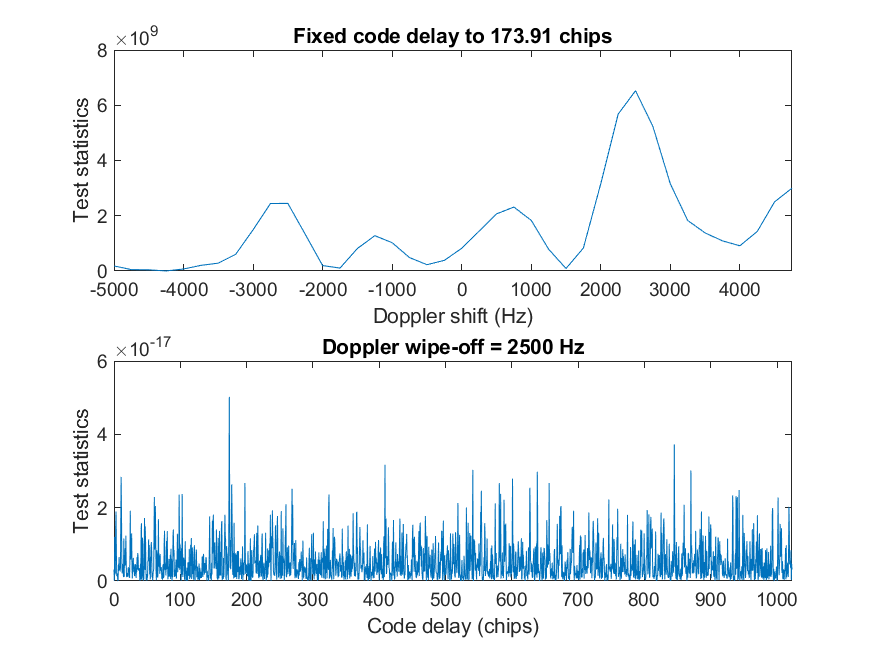 Fixed code delay to 173.91 chips
×10^9
8
6
4
2
0
Test statistics
-5000 -4000 -3000 -2000 -1000 0 1000 2000 3000 4000
Doppler shift (Hz)
Doppler wipe-off = 2500 Hz
×10^-17
6
4
2
0
Test statistics
0 100 200 300 400 500 600 700 800 900 1000
Code delay (chips)